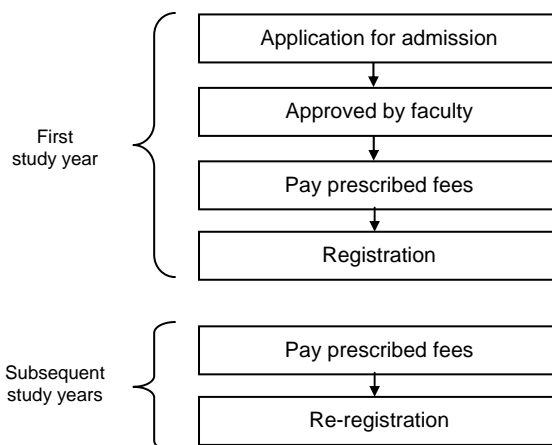 Application for admission
Approved by faculty
First
study year
Pay prescribed fees
Registration
Pay prescribed fees
Subsequent
study years
Re-registration